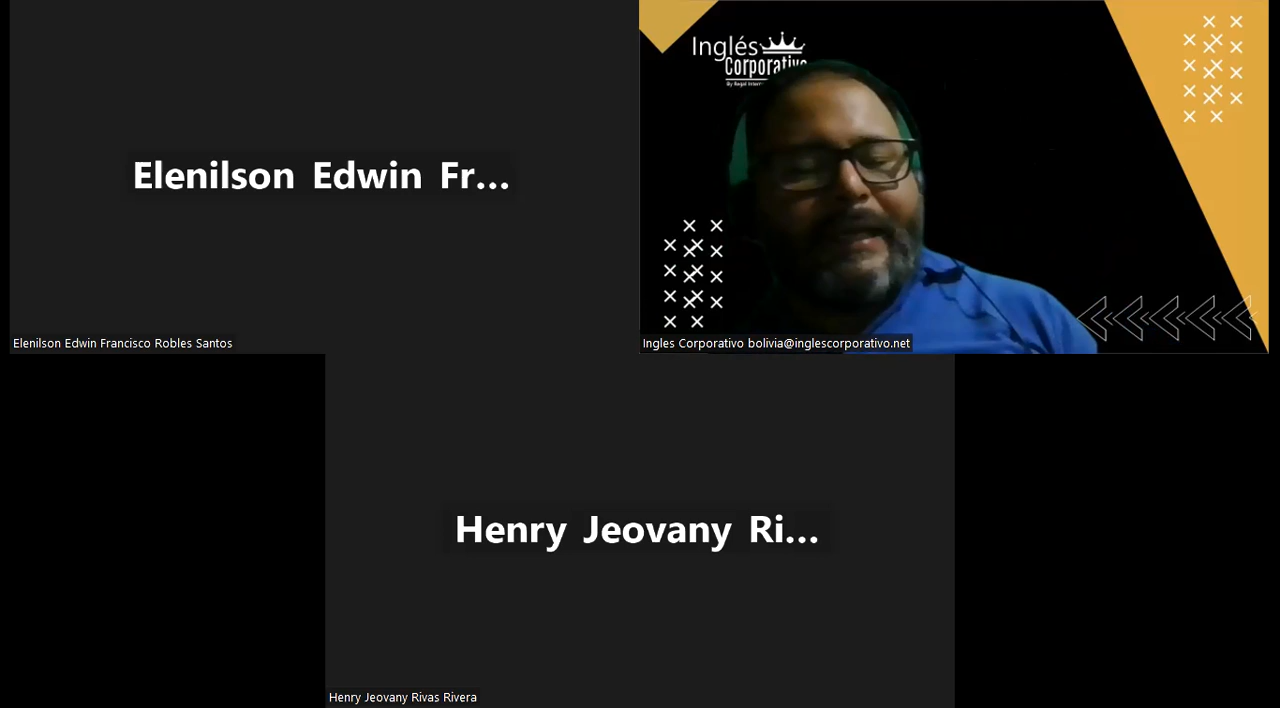 Elenilson Edwin Fr...
Elenilson Edwin Francisco Robles Santos
Inglés
Corporativo
Ingles Corporativo bolivia@inglescorporativo.net
Henry Jeovany Ri...
Henry Jeovany Rivas Rivera